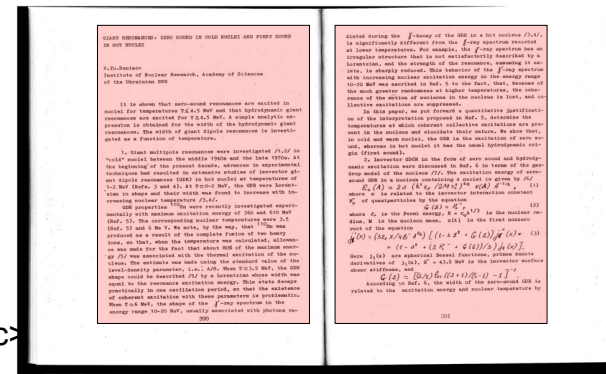 GIANT RESONANCES: ZERO SOUND IN COLD NUCLEI AND FIRST SOUND
IN HOT NUCLEI
V.Yu.Denisov
Institute of Nuclear Research, Academy of Sciences
of the Ukrainian SSR
It is shown that zero-sound resonances are excited in
nuclei for temperatures T≲4.5 MeV and that hydrodynamic giant
resonances are excited for T≳4.5 MeV. A simple analytic ex-
pression is obtained for the width of the hydrodynamic giant
resonances. The width of giant dipole resonances is investi-
gated as a function of temperature.
1. Giant multipole resonances were investigated /1,2/ in
"cold" nuclei between the middle 1940s and the late 1970s. At
the beginning of the present decade, advances in experimental
techniques had resulted in extensive studies of isovector gi-
ant dipole resonances (GDR) in hot nuclei at temperatures of
1-2 MeV (Refs. 3 and 4). At T=0-2 MeV, the GDR were Lorent-
zian in shape and their width was found to increase with in-
creasing nuclear temperature /3,4/.
GDR properties were recently investigated experi-
mentally with maximum excitation energy of 360 and 610 MeV
(Ref. 5). The corresponding nuclear temperatures were 3.5
and 6 MeV. We note, by the way, that was
produced as a result of the complete fusion of two heavy
ions, so that, when the temperature was calculated, allowan-
ce was made for the fact that about 80% of the maximum ener-
gy /5/ was associated with the thermal excitation of the nu-
cleus. The estimate was made using the standard value of the
level-density parameter, i.e., A/8. When T≲3.5 MeV, the GDR
shape could be described /5/ by a Lorentzian whose width was
equal to the resonance excitation energy. This state decays
practically in one oscillation period, so that the existence
of coherent excitation with these parameters is problematic.
When T≲6 MeV, the shape of the γ-ray spectrum in the
energy range 10-20 MeV, usually associated with photons ra-
390
diated during the γ-decay of the GDR in a hot nucleus /3,4/,
is significantly different from the γ-ray spectrum recorded
at lower temperatures. For example, the γ-ray spectrum has an
irregular structure that is not satisfactorily described by a
Lorentzian, and the strength of the resonance, assuming it ex-
ists, is sharply reduced. This behavior of the γ-ray spectrum
with increasing nuclear excitation energy in the energy range
10-20 MeV was ascribed in Ref. 5 to the fact, that, because of
the much greater randomness at higher temperatures, the cohe-
rence of the motion of nucleons in the nucleus is lost, and co-
llective excitations are suppressed.
In this paper, we put forward a quantitative justificati-
on of the interpretation proposed in Ref. 5, determine the
temperatures at which coherent collective excitations are pre-
sent in the nucleus and elucidate their nature. We show that,
in cold and warm nuclei, the GDR is the excitation of zero so-
und, whereas in hot nuclei it has the usual hydrodynamic ori-
gin (first sound).
2. Isovector GDR in the form of zero sound and hydrody-
namic excitation were discussed in Ref. 6 in terms of the gas-
drop model of the nucleus /7/. The excitation energy of zero-
sound GDR in a nucleus containing A nucleons is given by /6/
(1)
where is related to the isovector interaction constant
of quasiparticles by the equation
(2)
where is the Fermi energy, is the nuclear ra-
dius, M is the nucleon mass, x(A) is the first nonzero
root of the equation
(3)
Here are spherical Bessel functions, primes denote
derivatives of is the isovector surface
shear stiffness, and
According to Ref. 6, the width of the zero-sound GDR is
related to the excitation energy and nuclear temperature by
391